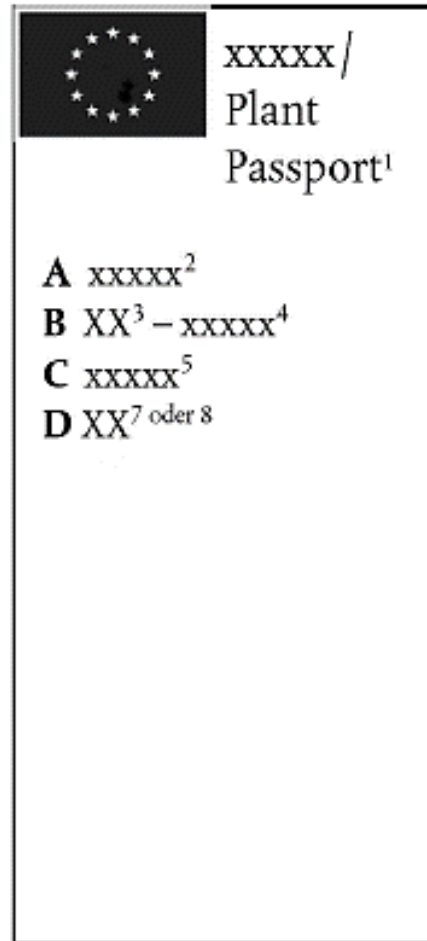 xxxxx/
Plant
Passport¹
A xxxxx²
B XX³ – xxxxx⁴
C xxxxx⁵
D XX⁷ ᵒᵈᵉʳ ⁸